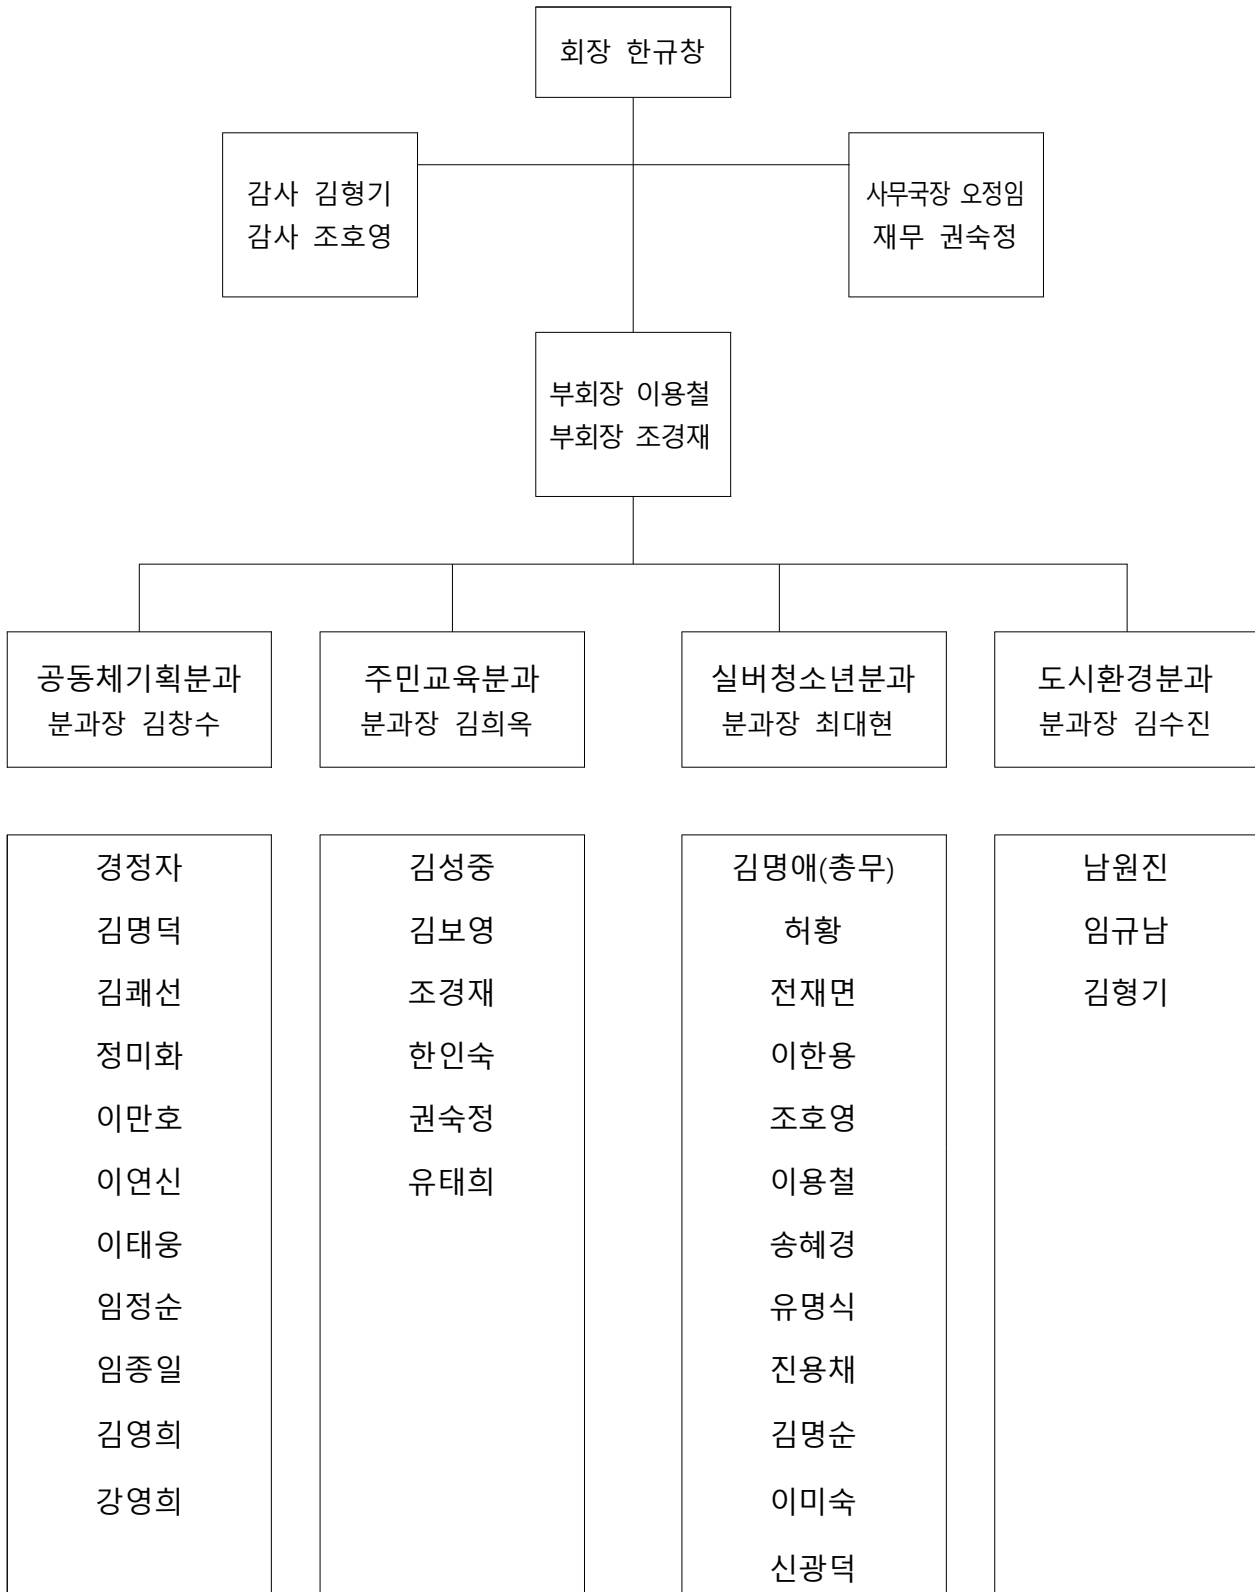 회장 한규창
감사 김형기
감사 조호영
사무국장 오정임
재무 권숙정
부회장 이용철
부회장 조경재
공동체기획분과
분과장 김창수
주민교육분과
분과장 김희옥
실버청소년분과
분과장 최대현
도시환경분과
분과장 김수진
경정자
김명덕
김쾌선
정미화
이만호
이연신
이태웅
임정순
임종일
김영희
강영희
김성중
김보영
조경재
한인숙
권숙정
유태희
김명애(총무)
허황
전재면
이한용
조호영
이용철
송혜경
유명식
진용채
김명순
이미숙
신광덕
남원진
임규남
김형기